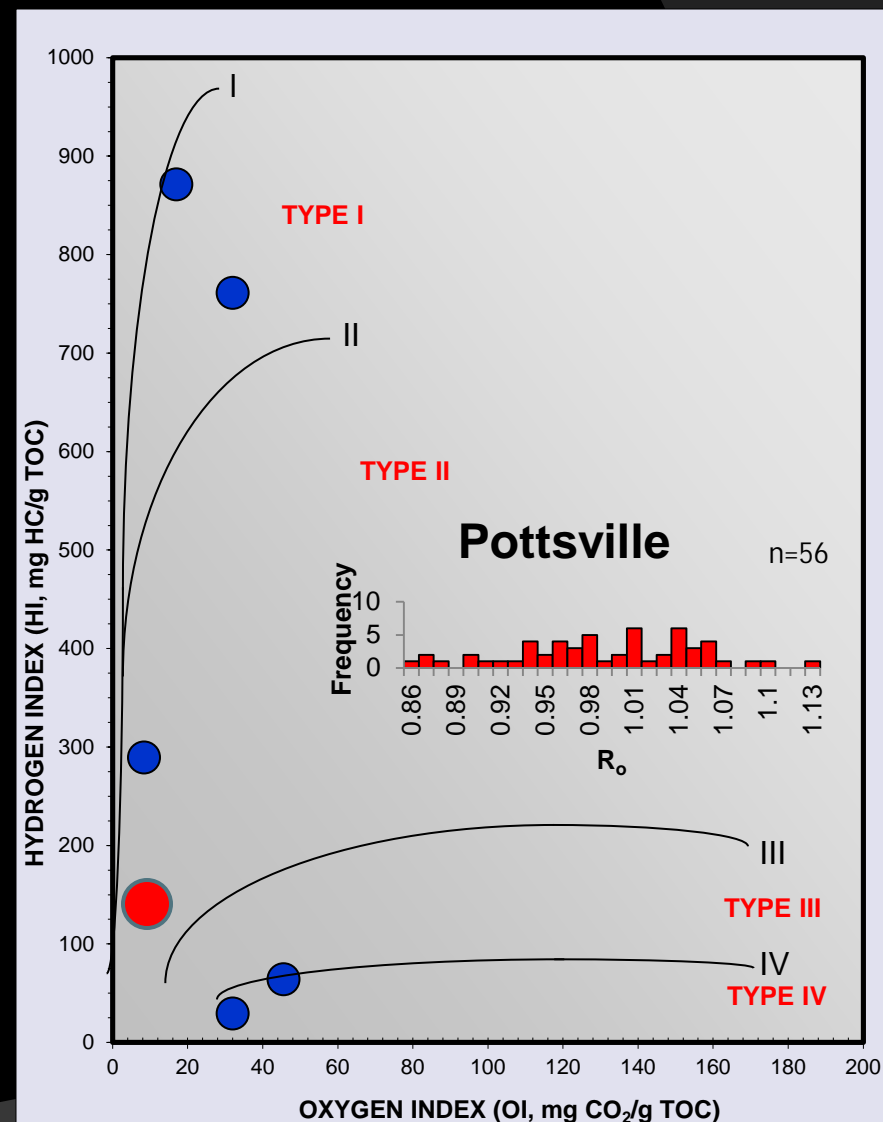 HYDROGEN INDEX (HI, mg HC/g TOC)
1000
900
800
700
600
500
400
300
200
100
0
I
TYPE I
II
TYPE II
Pottsville
n=56
Frequency
10
5
0
0.86
0.89
0.92
0.95
0.98
1.01
1.04
1.07
1.1
1.13
Rₒ
III
TYPE III
IV
TYPE IV
0 20 40 60 80 100 120 140 160 180 200
OXYGEN INDEX (OI, mg CO₂/g TOC)